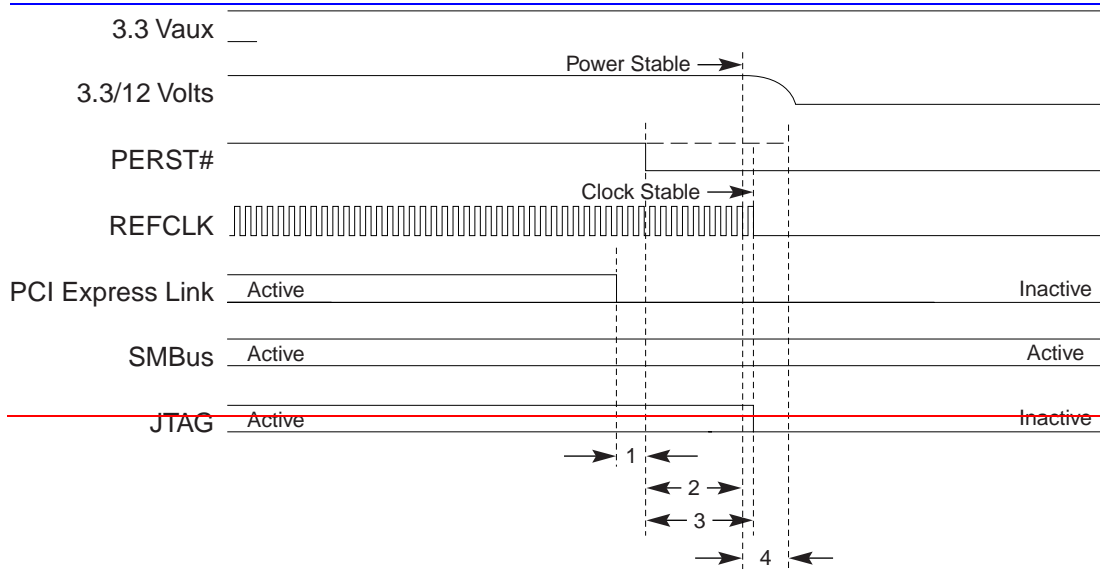 3.3 Vaux
Power Stable
3.3/12 Volts
PERST#
Clock Stable
REFCLK
PCI Express Link Active Inactive
SMBus Active Active
JTAG Active Inactive
1
2
3
4